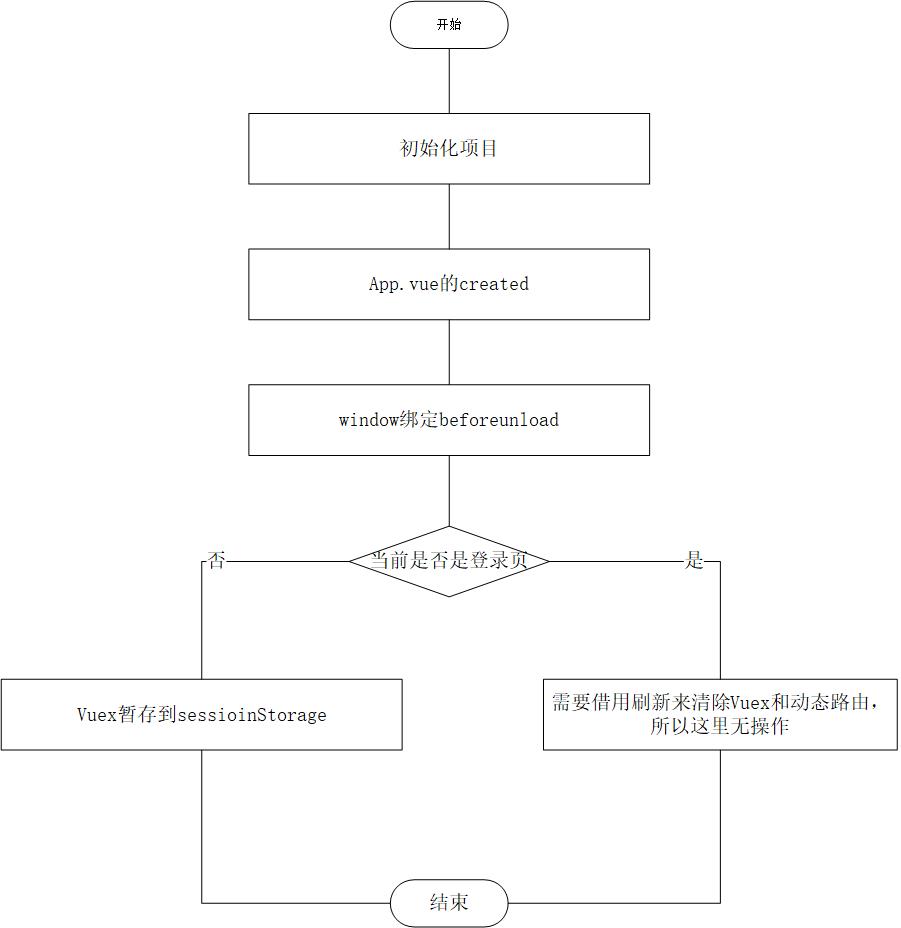 开始
初始化项目
App.vue的created
window绑定beforeunload
当前是否是登录页
否
是
Vuex暂存到sessioinStorage
需要借用刷新来清除Vuex和动态路由，
所以这里无操作
结束